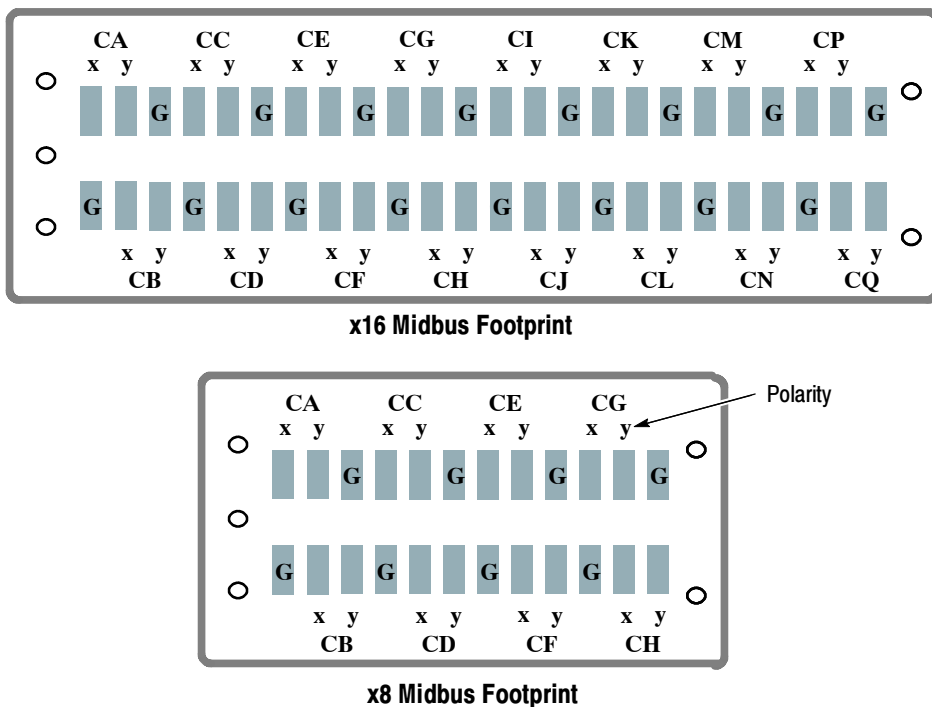 CA CC CE CG CI CK CM CP
x y x y x y x y x y x y x y x y
G G G G G G G G
G G G G G G G G
x y x y x y x y x y x y x y x y
CB CD CF CH CJ CL CN CQ
x16 Midbus Footprint
CA CC CE CG
Polarity
x y x y x y x y
G G G G
G G G G
x y x y x y x y
CB CD CF CH
x8 Midbus Footprint